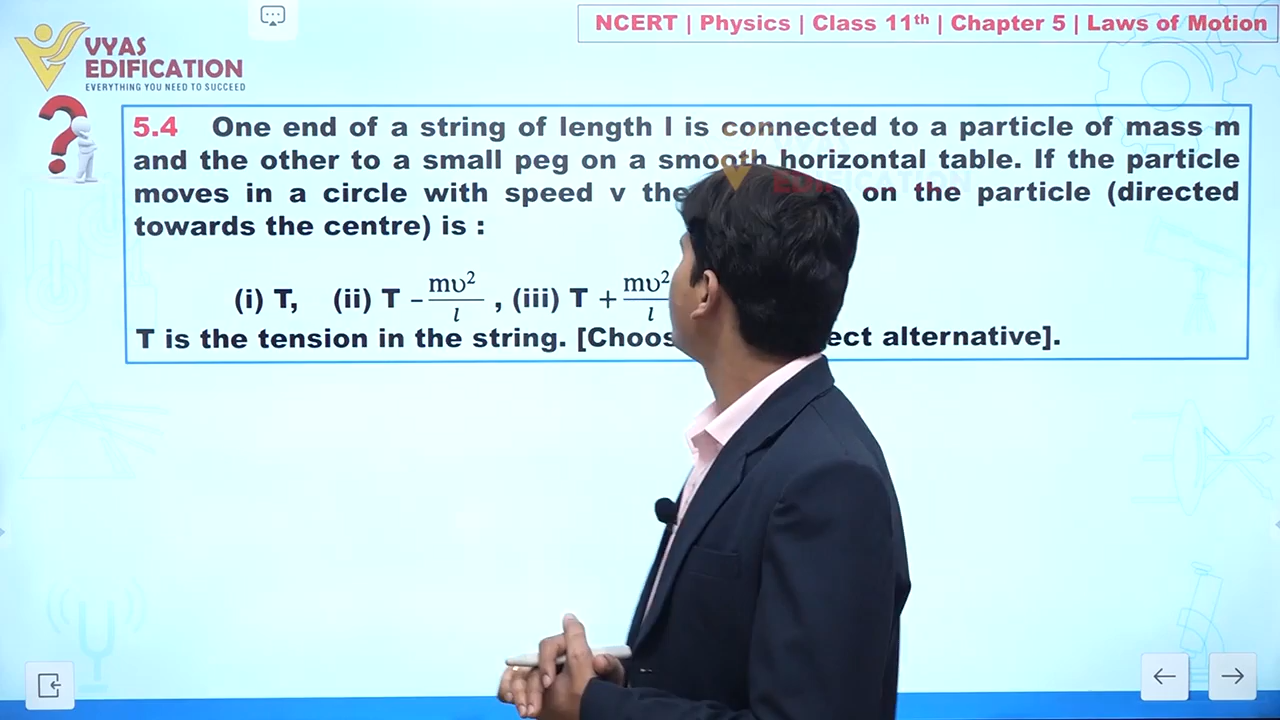 NCERT | Physics | Class 11th | Chapter 5 | Laws of Motion
VYAS
EDIFICATION
EVERYTHING YOU NEED TO SUCCEED
5.4 One end of a string of length l is connected to a particle of mass m
and the other to a small peg on a smooth horizontal table. If the particle
moves in a circle with speed v the on the particle (directed
towards the centre) is :
(i) T, (ii) T – mυ²/l , (iii) T + mυ²/l
T is the tension in the string. [Choos ect alternative].
EDIFICATION